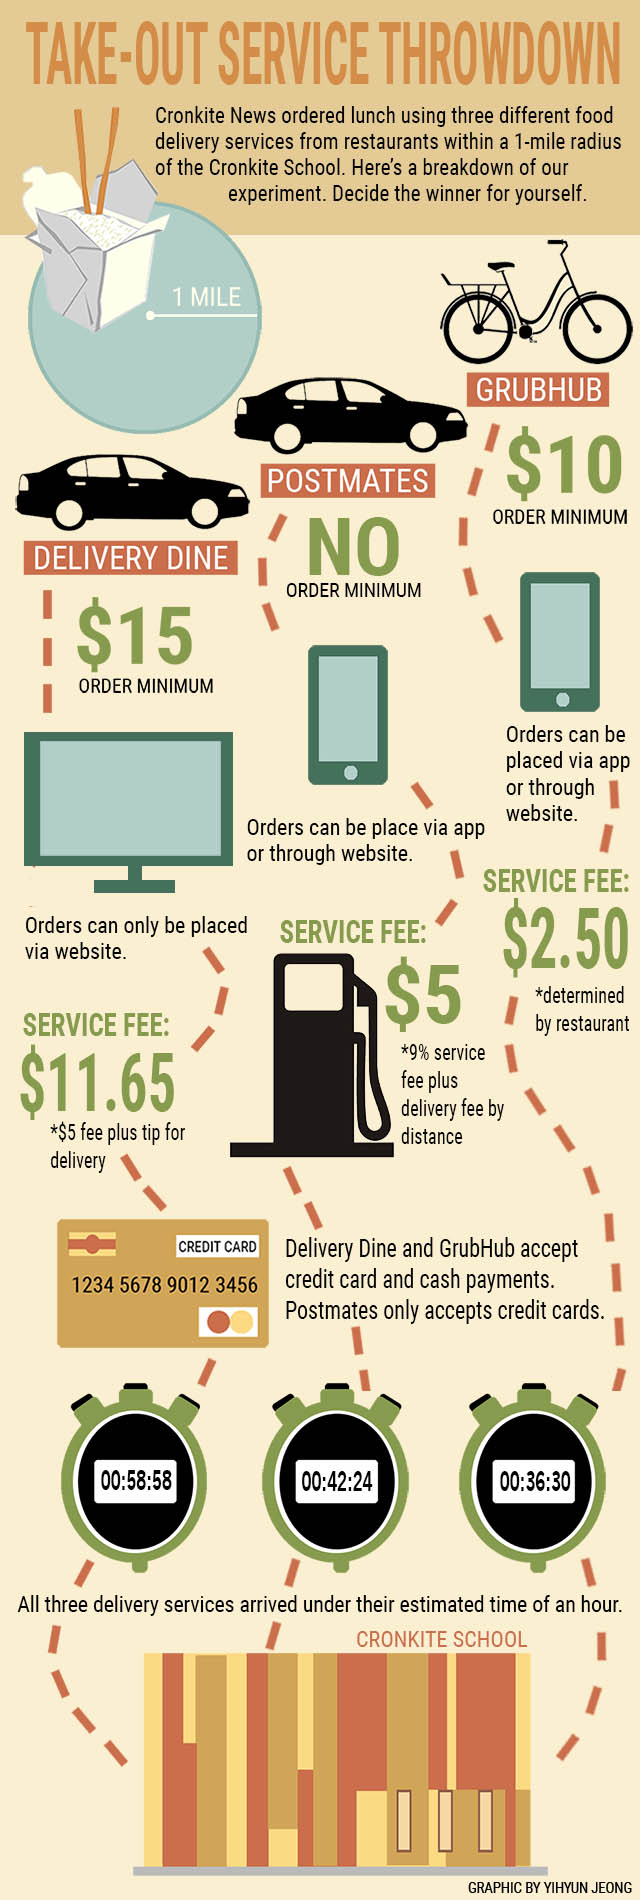 TAKE-OUT SERVICE THROWDOWN
Cronkite News ordered lunch using three different food
delivery services from restaurants within a 1-mile radius
of the Cronkite School. Here's a breakdown of our
experiment. Decide the winner for yourself.
1 MILE
GRUBHUB
$10
ORDER MINIMUM
POSTMATES
NO
ORDER MINIMUM
DELIVERY DINE
$15
ORDER MINIMUM
Orders can be
placed via app
or through
website.
Orders can be place via app
or through website.
Orders can only be placed
via website.
SERVICE FEE:
$2.50
*determined
by restaurant
SERVICE FEE:
$5
*9% service
fee plus
delivery fee by
distance
SERVICE FEE:
$11.65
*$5 fee plus tip for
delivery
CREDIT CARD
1234 5678 9012 3456
Delivery Dine and GrubHub accept
credit card and cash payments.
Postmates only accepts credit cards.
00:58:58
00:42:24
00:36:30
All three delivery services arrived under their estimated time of an hour.
CRONKITE SCHOOL
GRAPHIC BY YIHYUN JEONG